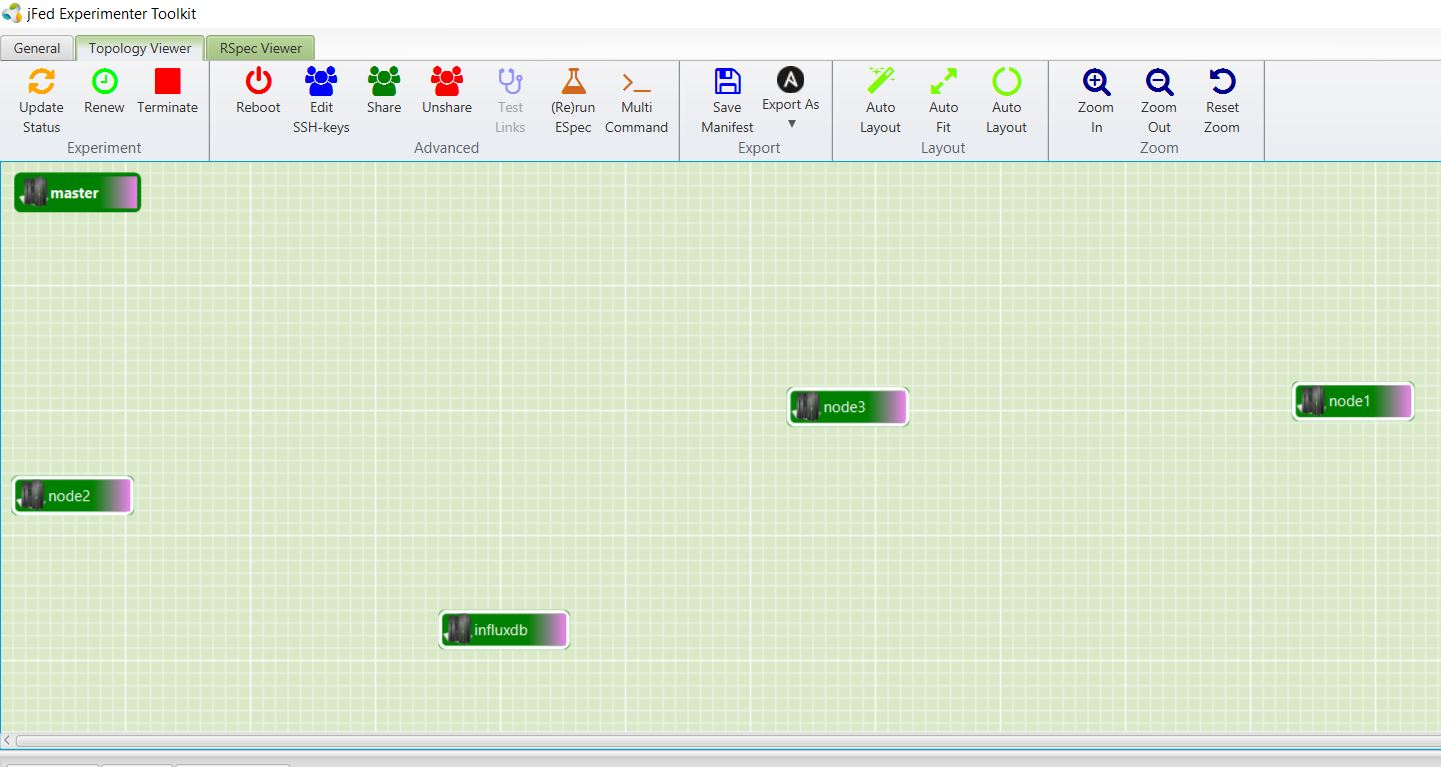 jFed Experimenter Toolkit
General Topology Viewer RSpec Viewer
Update Status Renew Terminate Reboot Edit SSH-keys Share Unshare Test Links (Re)run ESpec Multi Command Save Manifest Export As Auto Layout Auto Fit Auto Layout Zoom In Zoom Out Reset Zoom
Experiment Advanced Export Layout Zoom
master
node3
node1
node2
influxdb